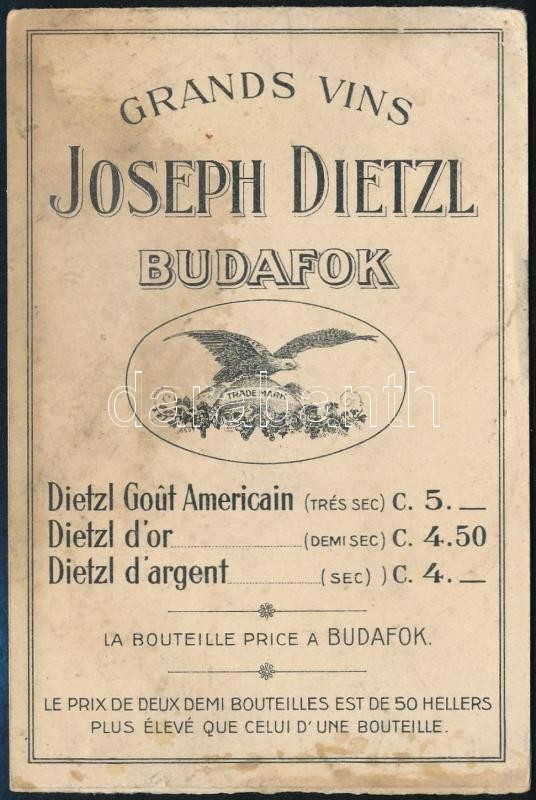 GRANDS VINS
JOSEPH DIETZL
BUDAFOK
TRADE MARK
darabanth
Dietzl Goût Americain (TRÉS SEC) C. 5. —
Dietzl d'or (DEMI SEC) C. 4.50
Dietzl d'argent (SEC) ) C. 4. —
LA BOUTEILLE PRICE A BUDAFOK.
LE PRIX DE DEUX DEMI BOUTEILLES EST DE 50 HELLERS
PLUS ÉLEVÉ QUE CELUI D'UNE BOUTEILLE.